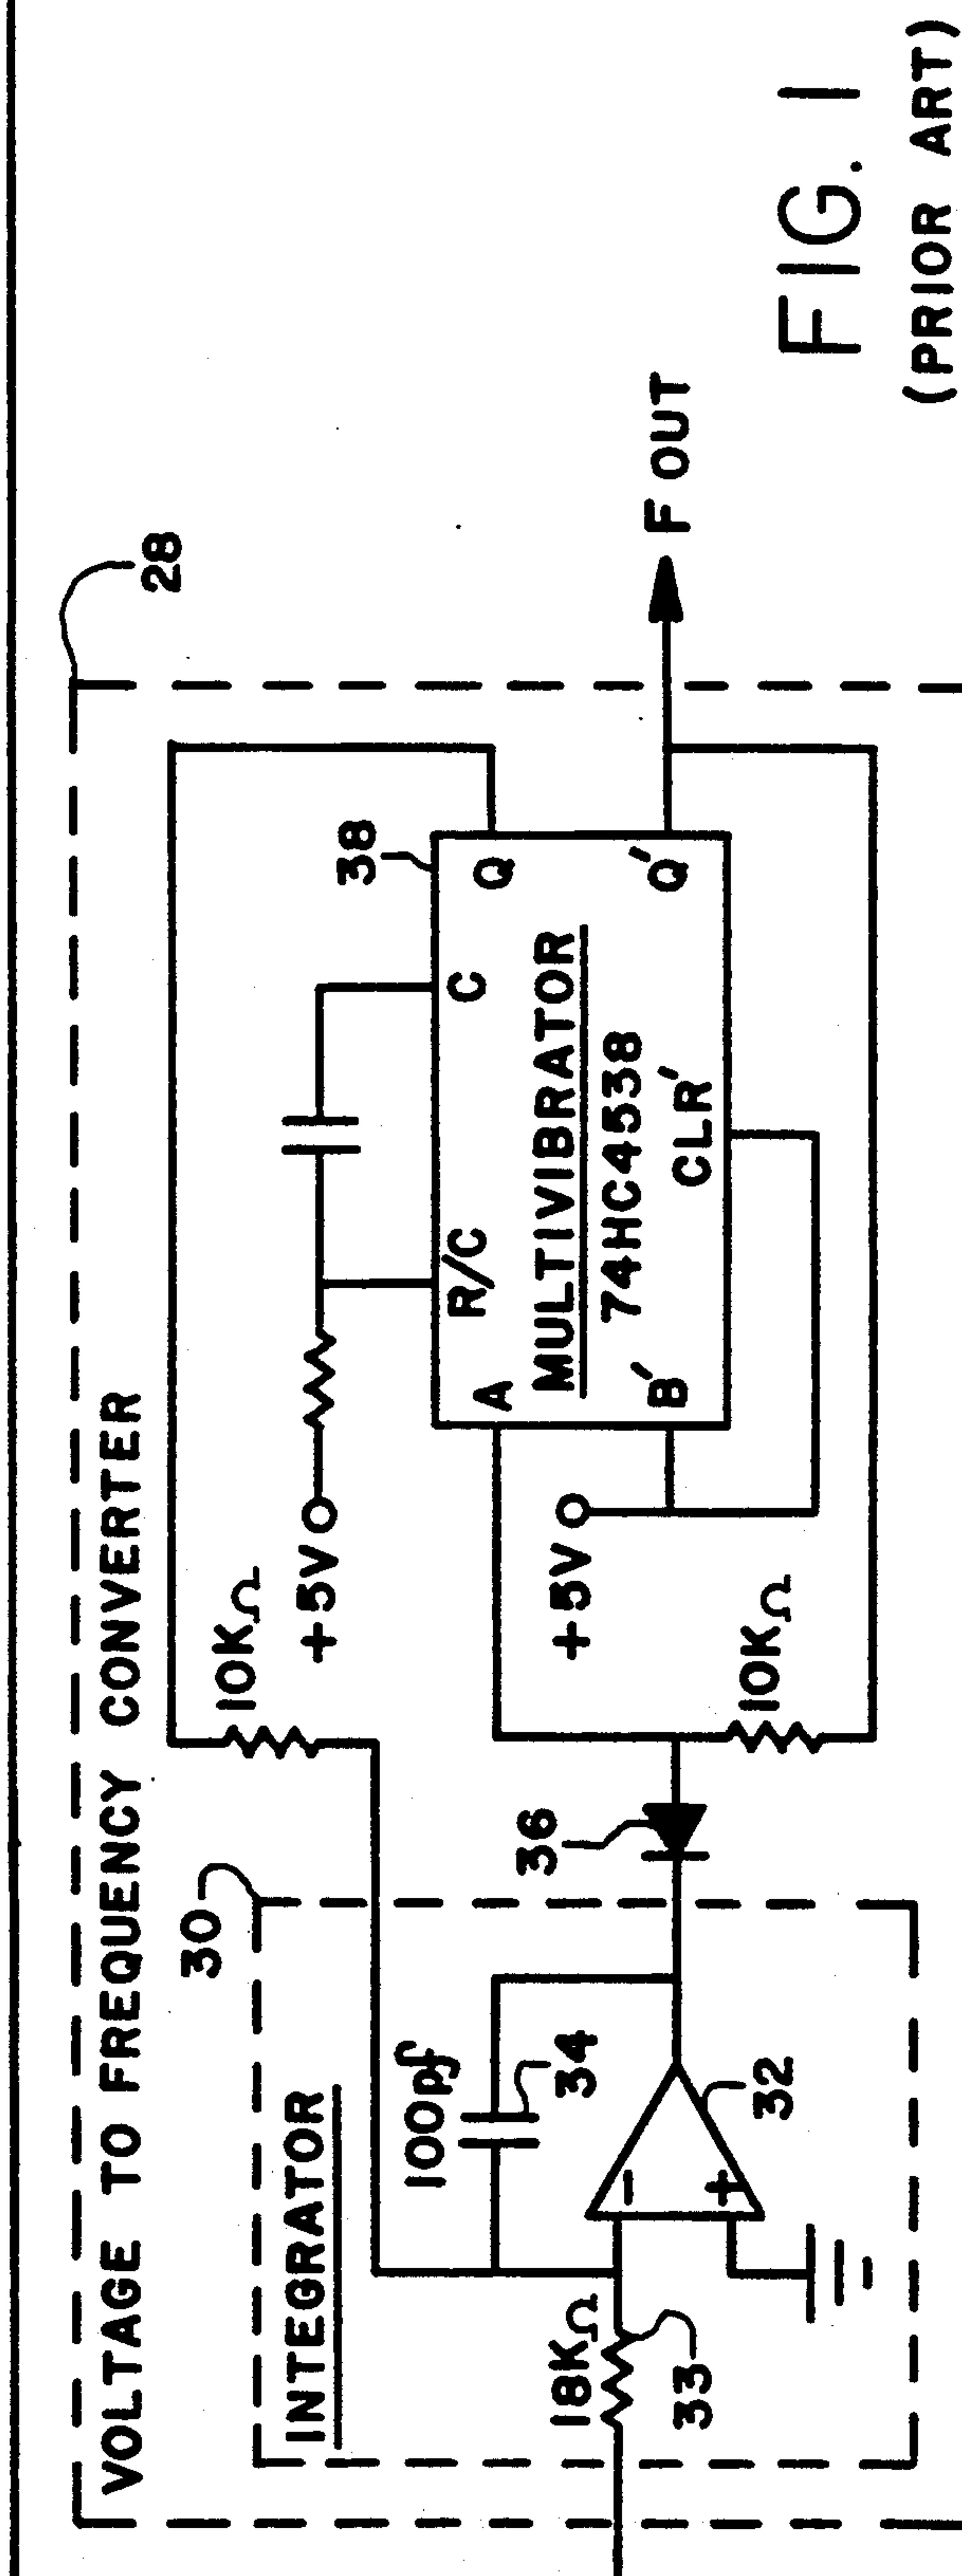 VOLTAGE TO FREQUENCY CONVERTER
28
30
INTEGRATOR
10KΩ
+5V
38
R/C
C
A
Q
MULTIVIBRATOR
74HC4538
B'
CLR'
Q'
100pf
34
36
+5V
18KΩ
33
−
+
32
10KΩ
F OUT
FIG. 1
(PRIOR ART)